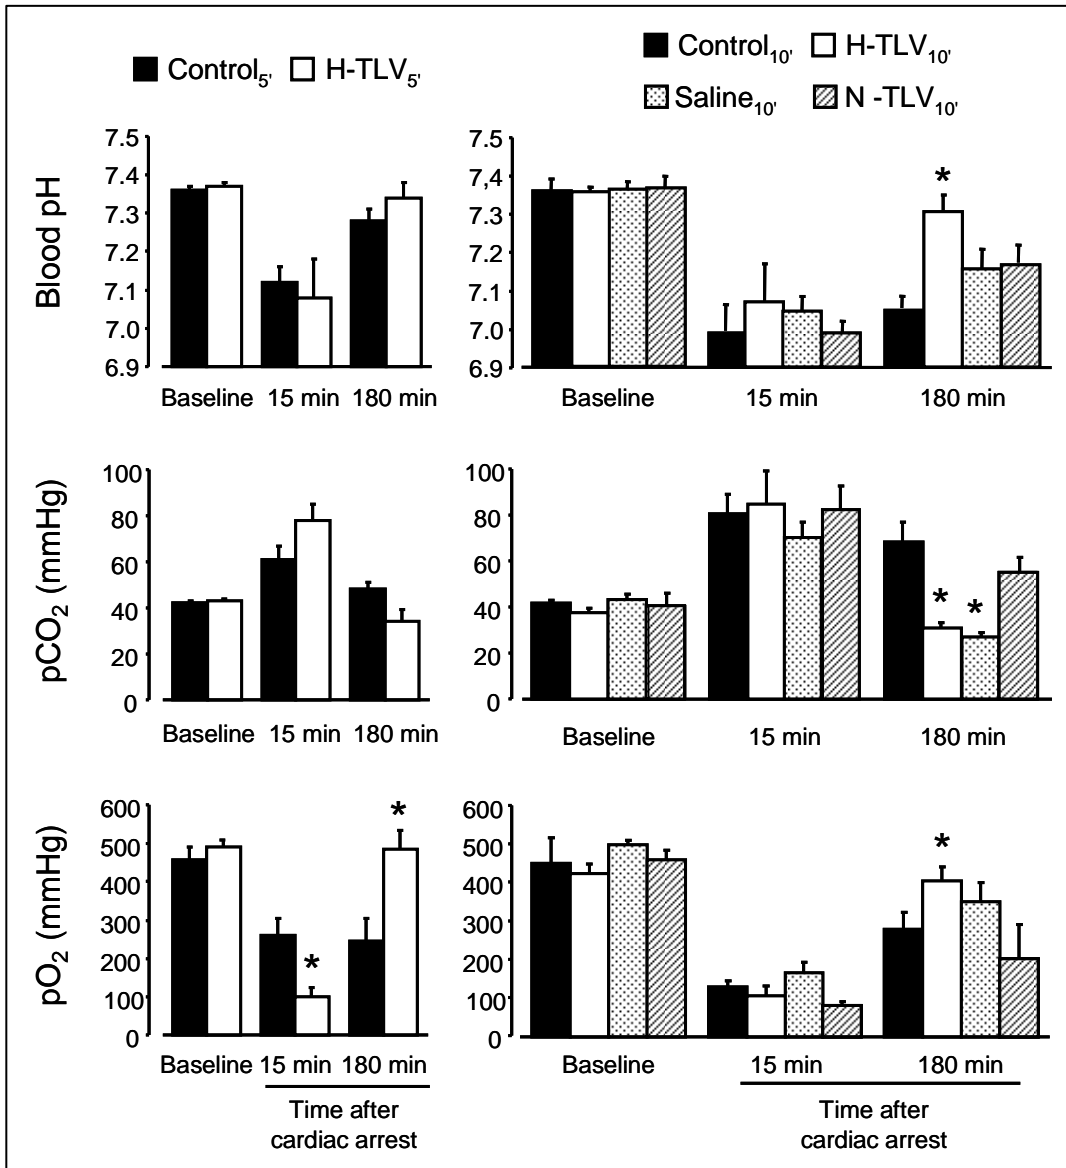 Control5' H-TLV5'
Control10' H-TLV10'
Saline10' N -TLV10'
Blood pH
7.5
7.4
7.3
7.2
7.1
7.0
6.9
Baseline 15 min 180 min
7.5
7,4
7.3
7.2
7.1
7.0
6.9
Baseline 15 min 180 min
pCO2 (mmHg)
100
80
60
40
20
0
Baseline 15 min 180 min
* *
100
80
60
40
20
0
Baseline 15 min 180 min
pO2 (mmHg)
600
500
400
300
200
100
0
* *
Baseline 15 min 180 min
Time after
cardiac arrest
600
500
400
300
200
100
0
*
Baseline 15 min 180 min
Time after
cardiac arrest